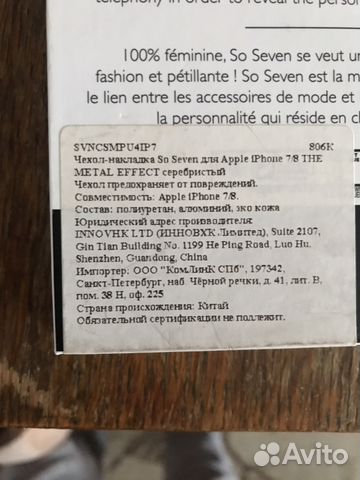 telephony in order to reveal the person
100% féminine, So Seven se veut un
fashion et pétillante ! So Seven est la m
le lien entre les accessoires de mode et
la personnalité qui réside en ch
SVNCSMPU4IP7 806K
Чехол-накладка So Seven для Apple iPhone 7/8 THE
METAL EFFECT серебристый
Чехол предохраняет от повреждений.
Совместимость: Apple iPhone 7/8.
Состав: полиуретан, алюминий, эко кожа
Юридический адрес производителя:
INNOVHK LTD (ИННОВХК Лимитед), Suite 2107,
Gin Tian Building No. 1199 He Ping Road, Luo Hu,
Shenzhen, Guandong, China
Импортер: ООО "КомЛинК СПб", 197342,
Санкт-Петербург, наб. Чёрной речки, д. 41, лит. В,
пом. 38 Н, оф. 225
Страна происхождения: Китай
Обязательной сертификации не подлежит.
Avito